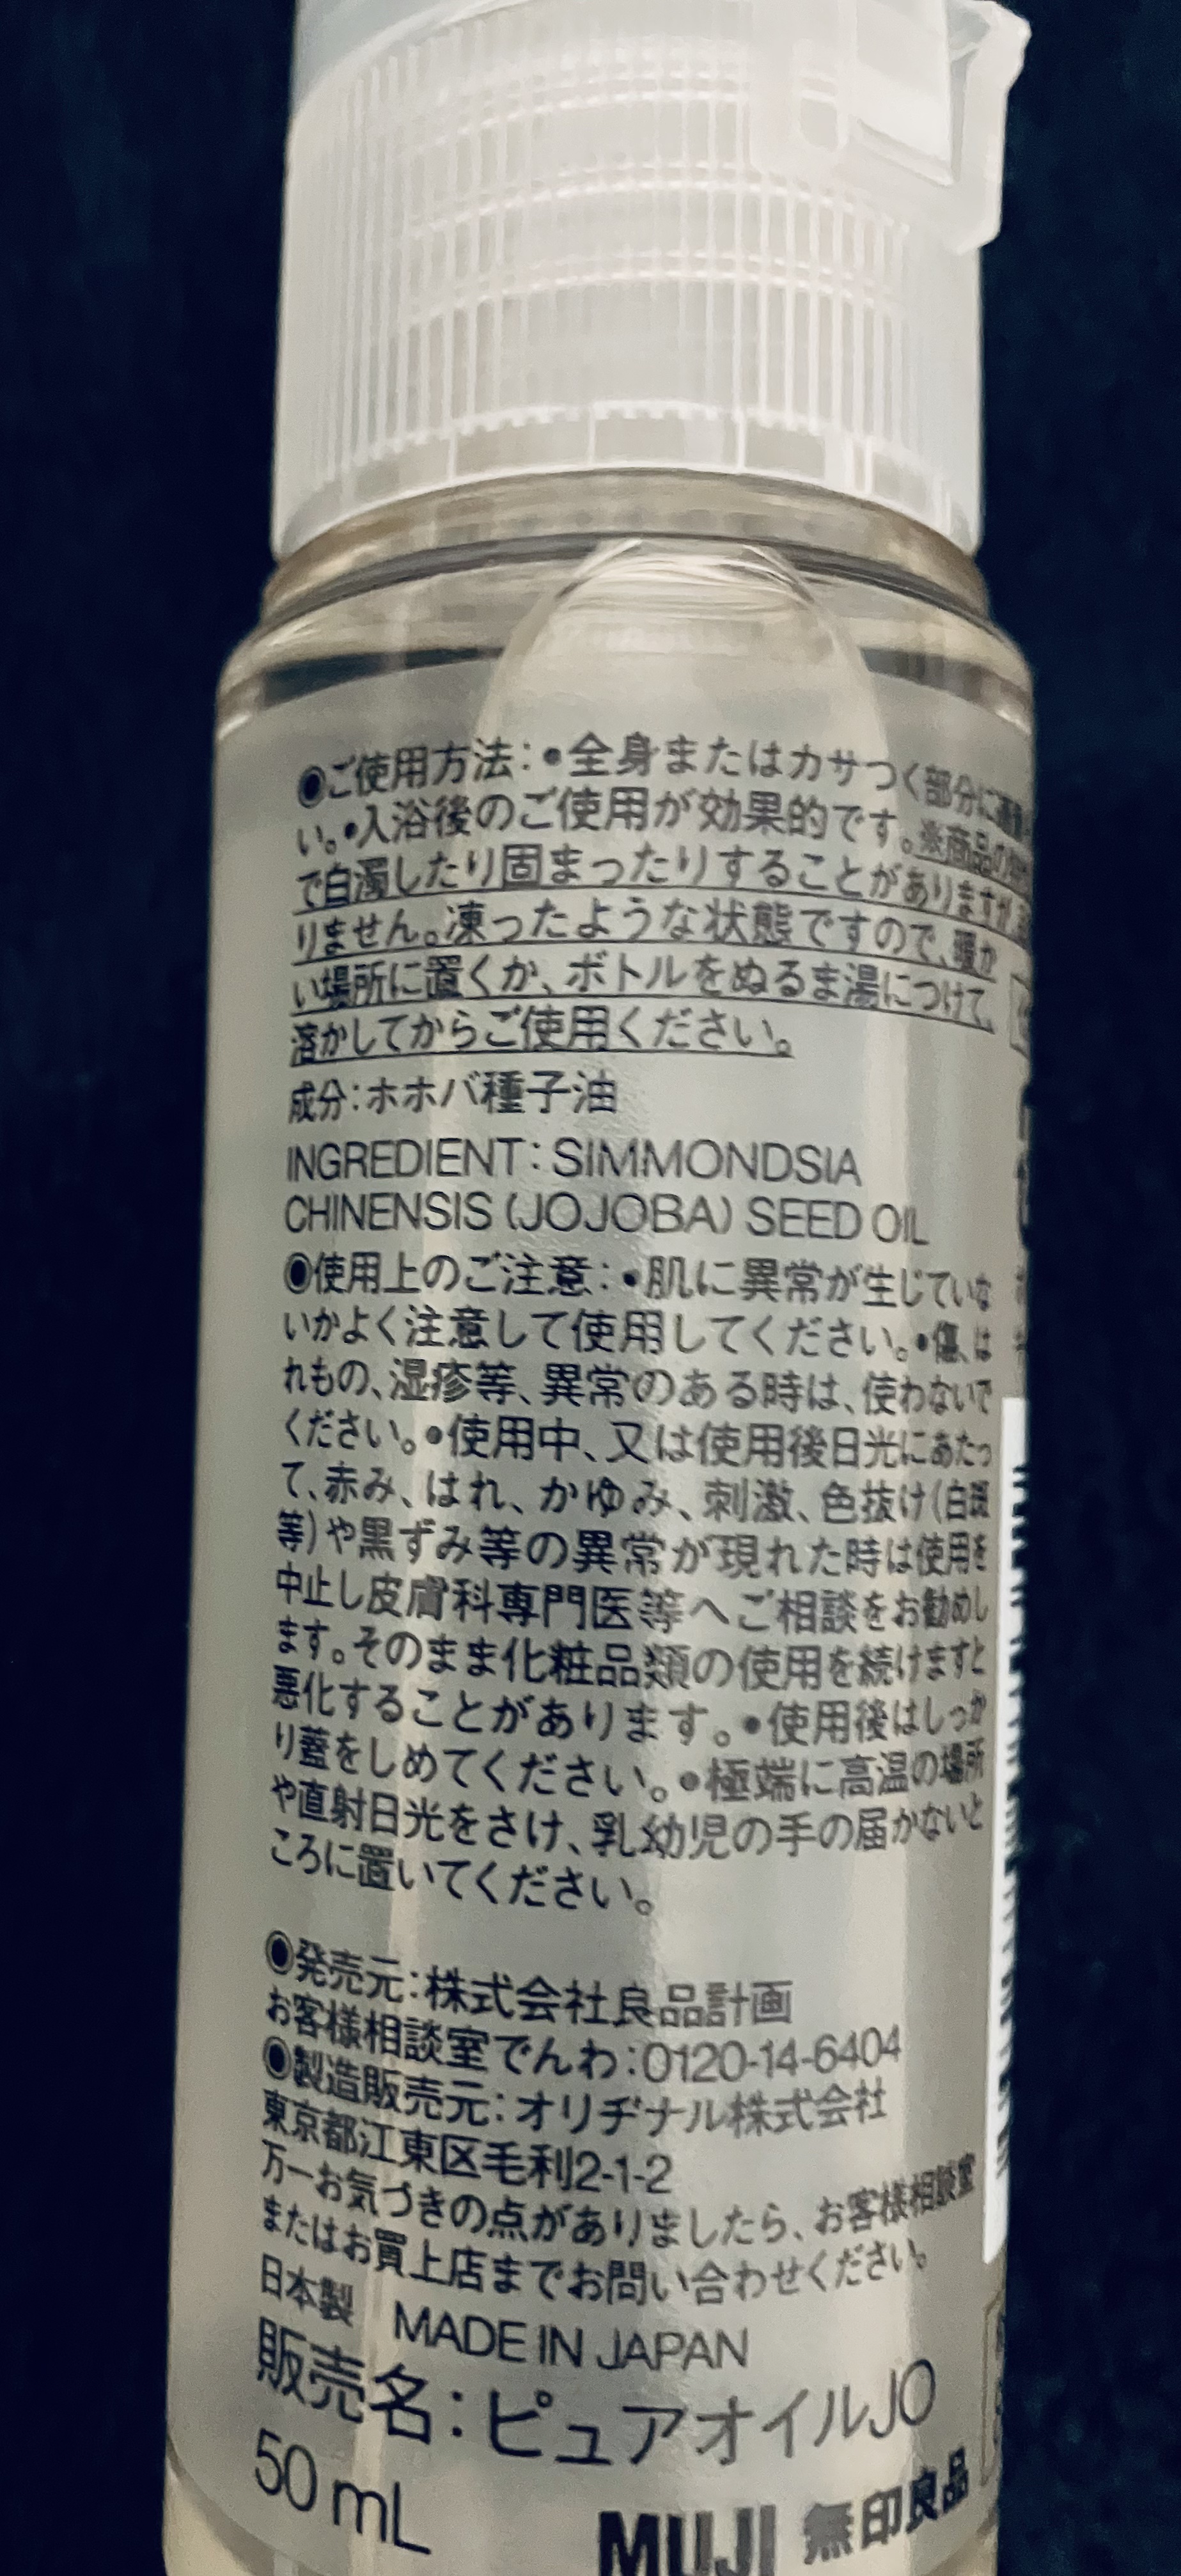 ◉ご使用方法：•全身またはカサつく部分に
い。•入浴後のご使用が効果的です。※商品の
で白濁したり固まったりすることがありますが、
りません。凍ったような状態ですので、暖か
い場所に置くか、ボトルをぬるま湯につけて、
溶かしてからご使用ください。
成分：ホホバ種子油
INGREDIENT：SIMMONDSIA
CHINENSIS (JOJOBA) SEED OIL
◉使用上のご注意：•肌に異常が生じていな
いかよく注意して使用してください。•傷、は
れもの、湿疹等、異常のある時は、使わないで
ください。•使用中、又は使用後日光にあたっ
て、赤み、はれ、かゆみ、刺激、色抜け(白斑
等)や黒ずみ等の異常が現れた時は使用を
中止し皮膚科専門医等へご相談をお勧めし
ます。そのまま化粧品類の使用を続けますと
悪化することがあります。•使用後はしっか
り蓋をしめてください。•極端に高温の場所
や直射日光をさけ、乳幼児の手の届かないと
ころに置いてください。
◉発売元：株式会社良品計画
お客様相談室でんわ：0120-14-6404
◉製造販売元：オリヂナル株式会社
東京都江東区毛利2-1-2
万一お気づきの点がありましたら、お客様相談室
またはお買上店までお問い合わせください。
日本製 MADE IN JAPAN
販売名：ピュアオイルJO
50 mL
MUJI 無印良品